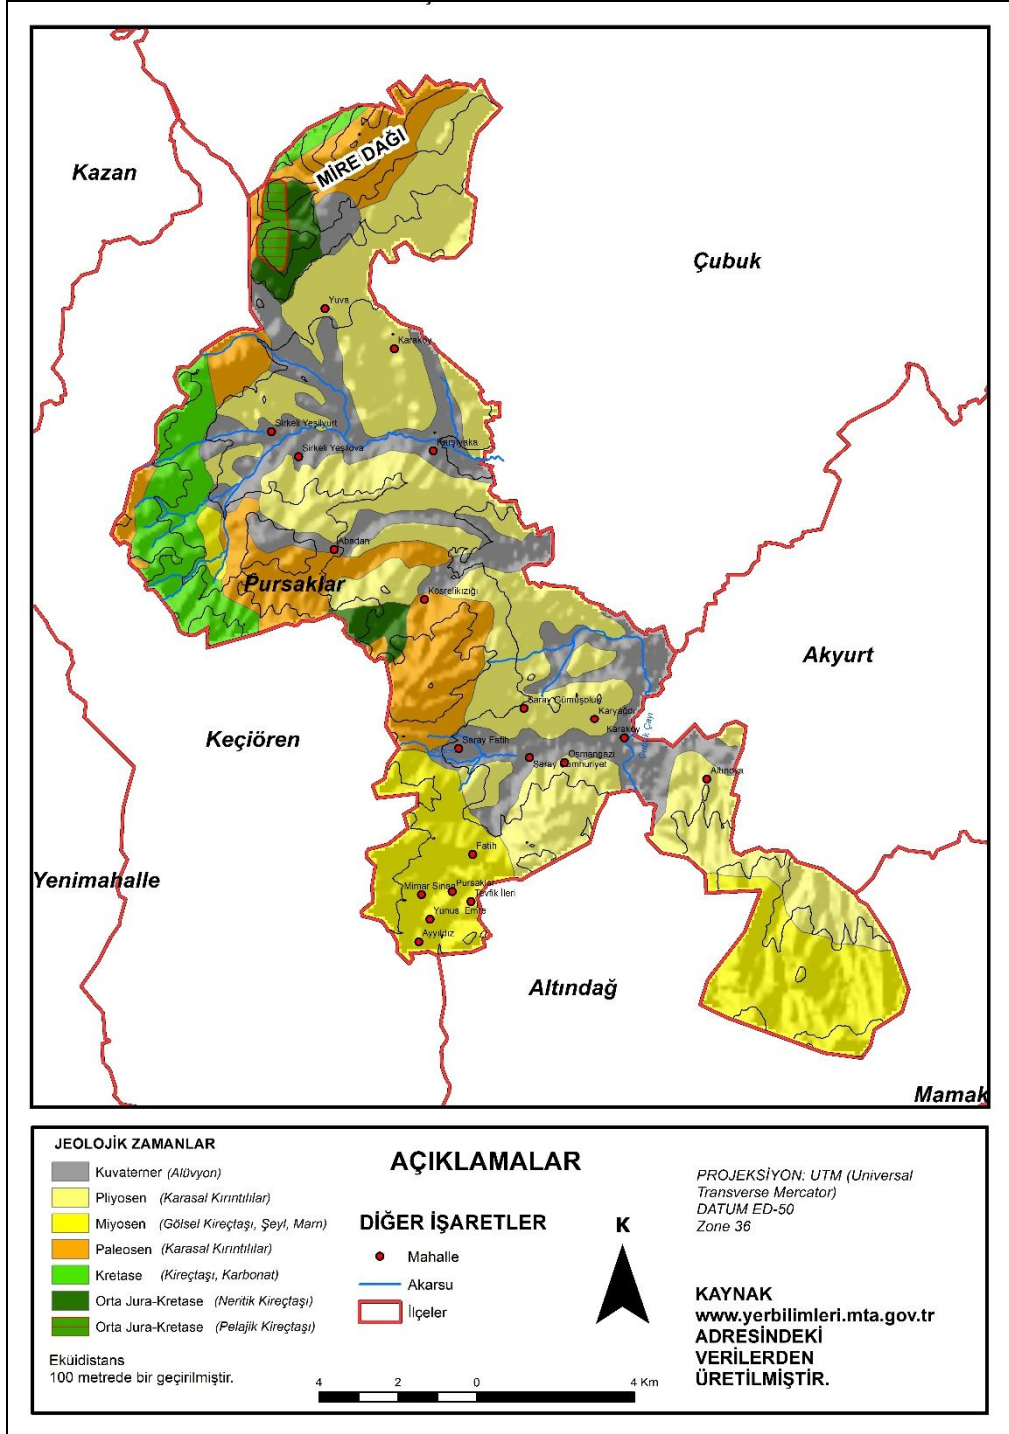 Kazan
MİRE DAĞI
Çubuk
Yuva
Karaköy
Sirkeli Yeşilyurt
Sirkeli Yeşilova
Karşıyaka
Abadan
Pursaklar
Kösrelikızığı
Akyurt
Saray Gümüşoluk
Karyağdı
Keçiören
Karaköy
Saray Fatih
Osmangazi
Saray Cumhuriyet
Çayı
Altınova
Fatih
Yenimahalle
Mimar Sinan
Pursaklar
Tevfik İleri
Yunus Emre
Ayyıldız
Altındağ
Mamak
JEOLOJİK ZAMANLAR
Kuvaterner (Alüvyon)
Pliyosen (Karasal Kırıntılılar)
Miyosen (Gölsel Kireçtaşı, Şeyl, Marn)
Paleosen (Karasal Kırıntılılar)
Kretase (Kireçtaşı, Karbonat)
Orta Jura-Kretase (Neritik Kireçtaşı)
Orta Jura-Kretase (Pelajik Kireçtaşı)
Eküidistans
100 metrede bir geçirilmiştir.
AÇIKLAMALAR
DİĞER İŞARETLER
Mahalle
Akarsu
İlçeler
K
4 2 0 4 Km
PROJEKSİYON: UTM (Universal
Transverse Mercator)
DATUM ED-50
Zone 36
KAYNAK
www.yerbilimleri.mta.gov.tr
ADRESİNDEKİ
VERİLERDEN
ÜRETİLMİŞTİR.